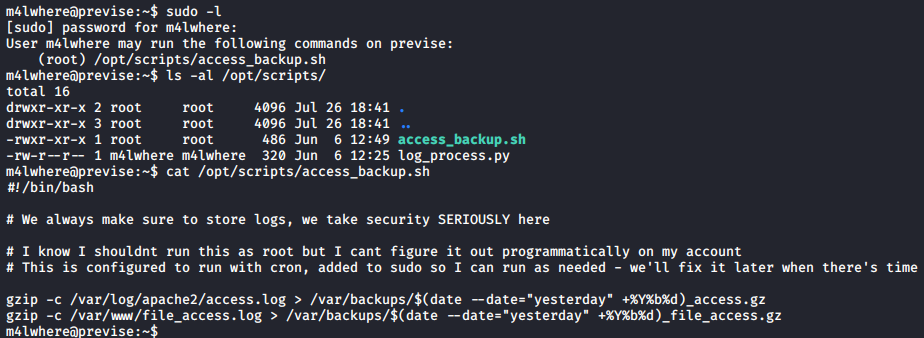 m4lwhere@previse:~$ sudo -l
[sudo] password for m4lwhere:
User m4lwhere may run the following commands on previse:
    (root) /opt/scripts/access_backup.sh
m4lwhere@previse:~$ ls -al /opt/scripts/
total 16
drwxr-xr-x 2 root     root     4096 Jul 26 18:41 .
drwxr-xr-x 3 root     root     4096 Jul 26 18:41 ..
-rwxr-xr-x 1 root     root      486 Jun  6 12:49 access_backup.sh
-rw-r--r-- 1 m4lwhere m4lwhere  320 Jun  6 12:25 log_process.py
m4lwhere@previse:~$ cat /opt/scripts/access_backup.sh
#!/bin/bash

# We always make sure to store logs, we take security SERIOUSLY here

# I know I shouldnt run this as root but I cant figure it out programmatically on my account
# This is configured to run with cron, added to sudo so I can run as needed - we'll fix it later when there's time

gzip -c /var/log/apache2/access.log > /var/backups/$(date --date="yesterday" +%Y%b%d)_access.gz
gzip -c /var/www/file_access.log > /var/backups/$(date --date="yesterday" +%Y%b%d)_file_access.gz
m4lwhere@previse:~$